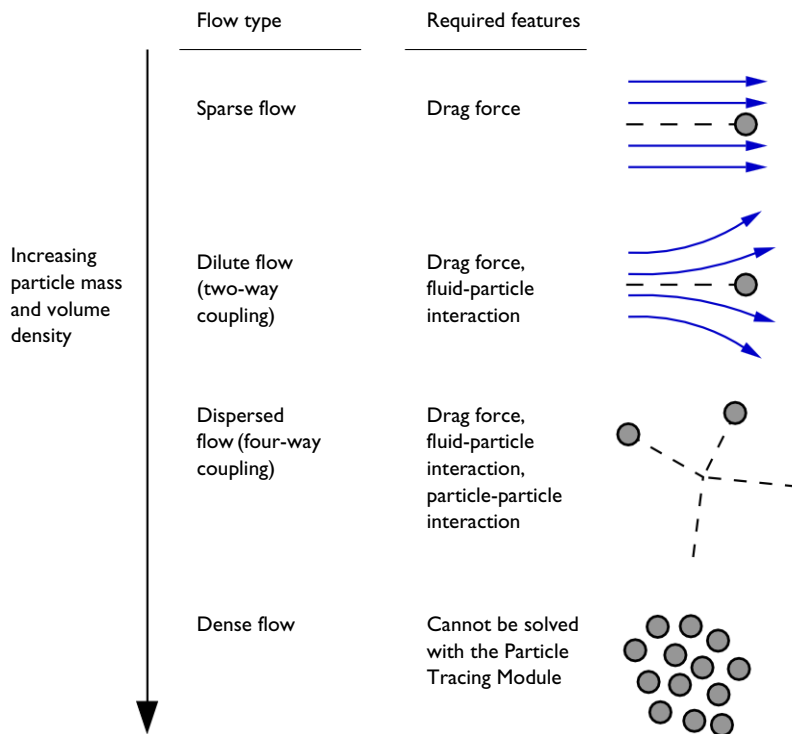 Flow type
Required features
Sparse flow
Drag force
Increasing
particle mass
and volume
density
Dilute flow
(two-way
coupling)
Drag force,
fluid-particle
interaction
Dispersed
flow (four-way
coupling)
Drag force,
fluid-particle
interaction,
particle-particle
interaction
Dense flow
Cannot be solved
with the Particle
Tracing Module